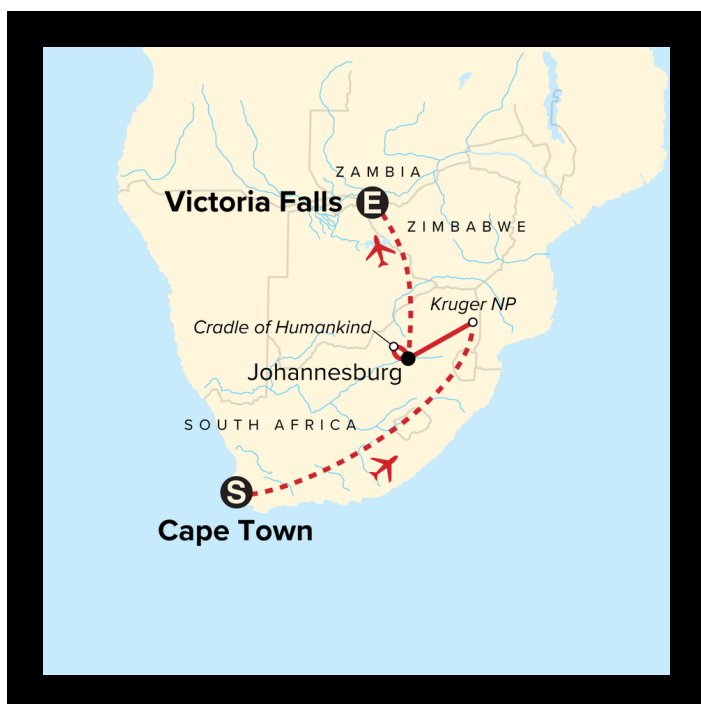 ZAMBIA
Victoria Falls E
ZIMBABWE
Kruger NP
Cradle of Humankind
Johannesburg
SOUTH AFRICA
S
Cape Town